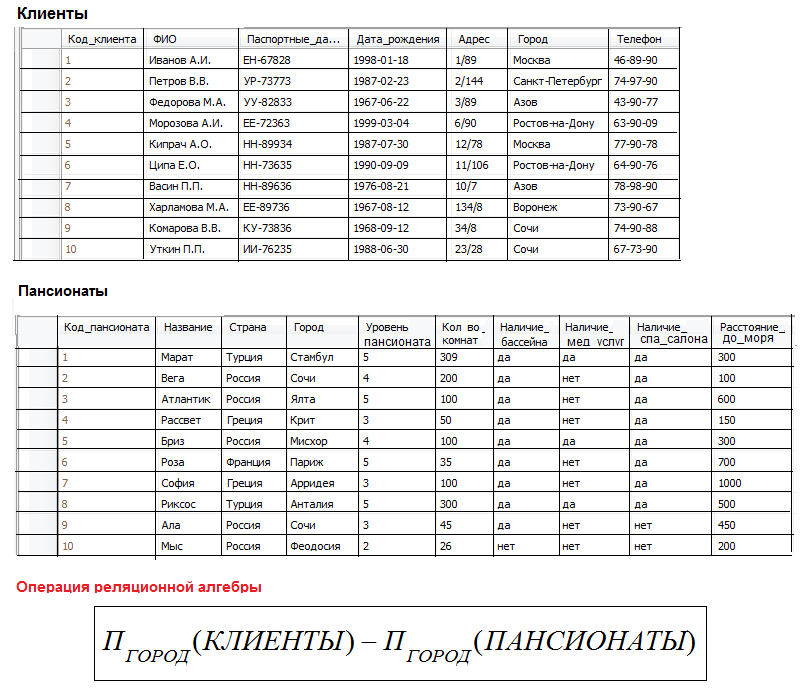 Клиенты
Код_клиента ФИО Паспортные_да... Дата_рождения Адрес Город Телефон
1 Иванов А.И. ЕН-67828 1998-01-18 1/89 Москва 46-89-90
2 Петров В.В. УР-73773 1987-02-23 2/144 Санкт-Петербург 74-97-90
3 Федорова М.А. УУ-82833 1967-06-22 3/89 Азов 43-90-77
4 Морозова А.И. ЕЕ-72363 1999-03-04 6/90 Ростов-на-Дону 63-90-09
5 Кипрач А.О. НН-89934 1987-07-30 12/78 Москва 77-90-78
6 Ципа Е.О. НН-73635 1990-09-09 11/106 Ростов-на-Дону 64-90-76
7 Васин П.П. НН-89636 1976-08-21 10/7 Азов 78-98-90
8 Харламова М.А. ЕЕ-89736 1967-08-12 134/8 Воронеж 73-90-67
9 Комарова В.В. КУ-73836 1968-09-12 34/8 Сочи 74-90-88
10 Уткин П.П. ИИ-76235 1988-06-30 23/28 Сочи 67-73-90
Пансионаты
Код_пансионата Название Страна Город Уровень пансионата Кол_во_ комнат Наличие_ бассейна Наличие_ мед_услуг Наличие_ спа_салона Расстояние_ до_моря
1 Марат Турция Стамбул 5 309 да да да 300
2 Вега Россия Сочи 4 200 да нет да 100
3 Атлантик Россия Ялта 5 100 да нет да 600
4 Рассвет Греция Крит 3 50 да нет да 150
5 Бриз Россия Мисхор 4 100 да да да 300
6 Роза Франция Париж 5 35 да нет да 700
7 София Греция Арридея 3 100 да нет да 1000
8 Риксос Турция Анталия 5 300 да да да 500
9 Ала Россия Сочи 3 45 да нет нет 450
10 Мыс Россия Феодосия 2 26 нет нет нет 200
Операция реляционной алгебры
П ГОРОД (КЛИЕНТЫ) – П ГОРОД (ПАНСИОНАТЫ)